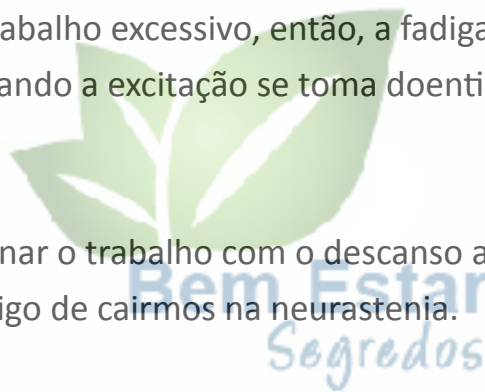 rabalho excessivo, então, a fadiga
ando a excitação se toma doenti
nar o trabalho com o descanso a
igo de cairmos na neurastenia.
Bem Estar
Segredos